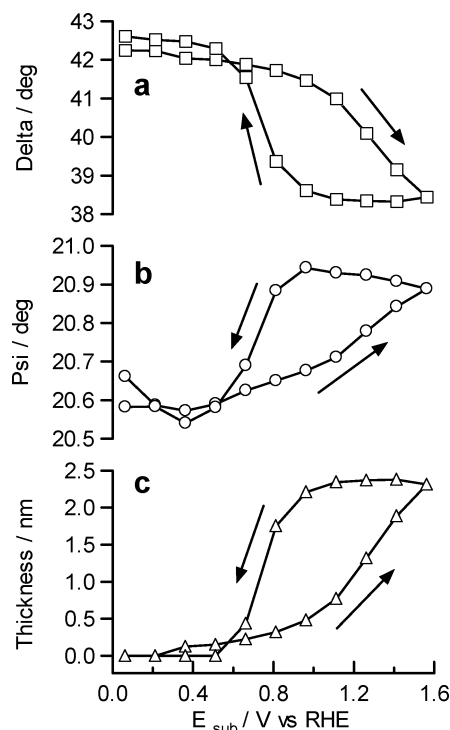 43
42
41
40
39
38
Delta / deg
a
21.0
20.9
20.8
20.7
20.6
20.5
Psi / deg
b
2.5
2.0
1.5
1.0
0.5
0.0
Thickness / nm
c
0.0 0.4 0.8 1.2 1.6
E sub / V vs RHE